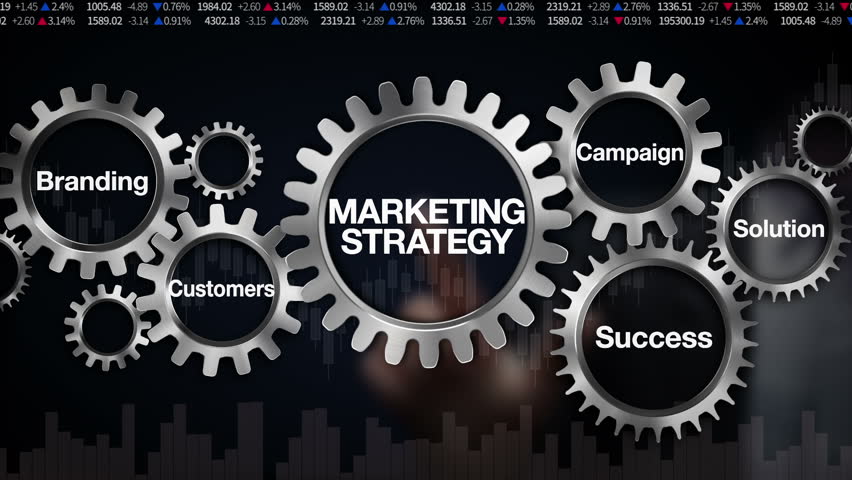 .19 +1.45 ▲ 2.4% 1005.48 -4.89 ▼ 0.76% 1984.02 +2.60 ▲ 3.14% 1589.02 -3.14 ▲ 0.91% 4302.18 -3.15 ▲ 0.28% 2319.21 +2.89 ▲ 2.76% 1336.51 -2.67 ▼ 1.35% 1589.02 -3.14 ▲ 0.91%
+2.60 ▲ 3.14% 1589.02 -3.14 ▲ 0.91% 4302.18 -3.15 ▲ 0.28% 2319.21 +2.89 ▲ 2.76% 1336.51 -2.67 ▼ 1.35% 1589.02 -3.14 ▼ 0.91% 195300.19 +1.45 ▲ 2.4% 1005.48 -4.89
Campaign
Branding
MARKETING
STRATEGY
Solution
Customers
Success